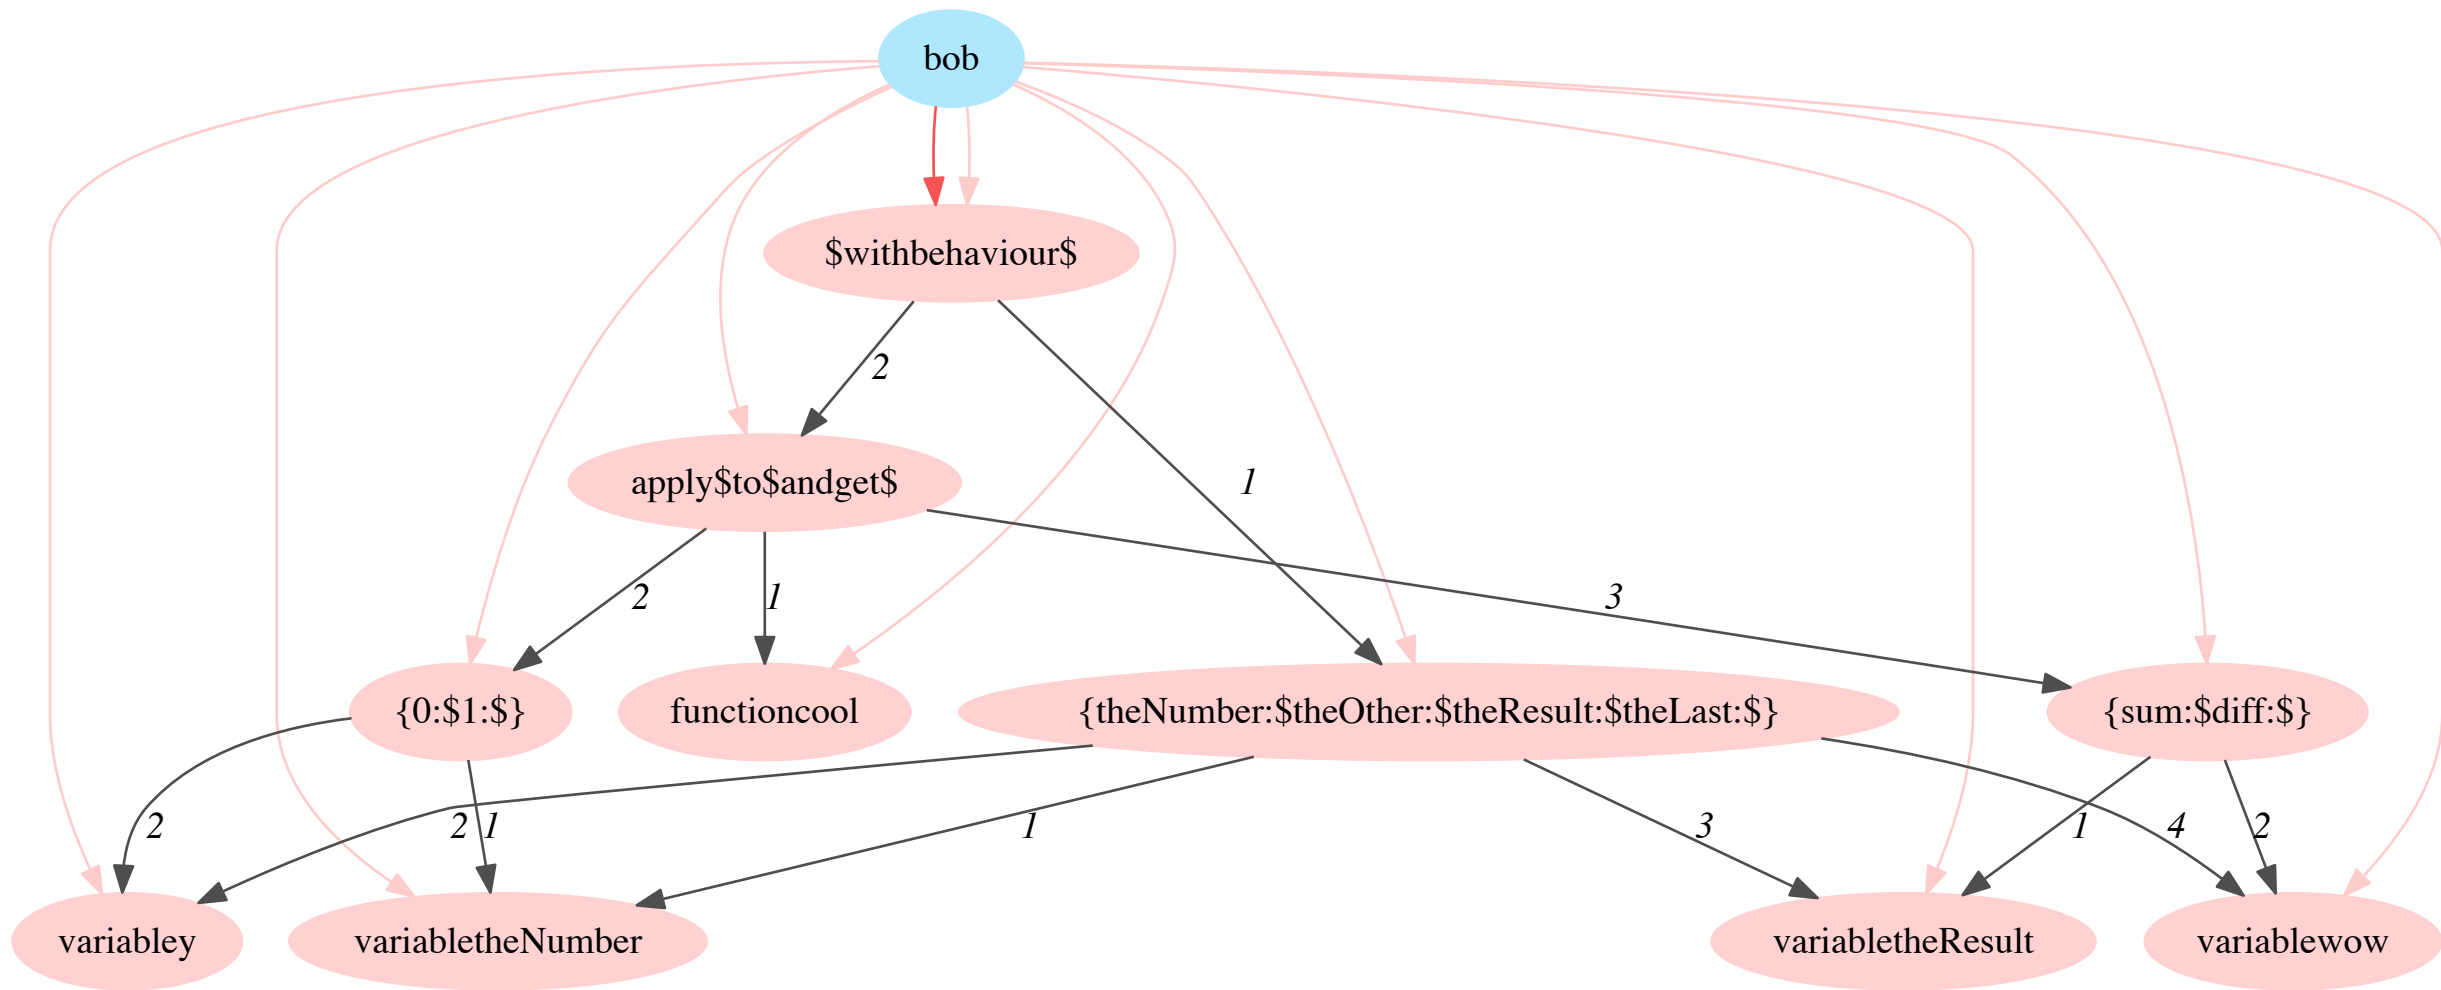 bob
$withbehaviour$
2
1
apply$to$andget$
2
1
3
{0:$1:$}
functioncool
{theNumber:$theOther:$theResult:$theLast:$}
{sum:$diff:$}
2
2
1
1
3
1
4
2
variabley
variabletheNumber
variabletheResult
variablewow